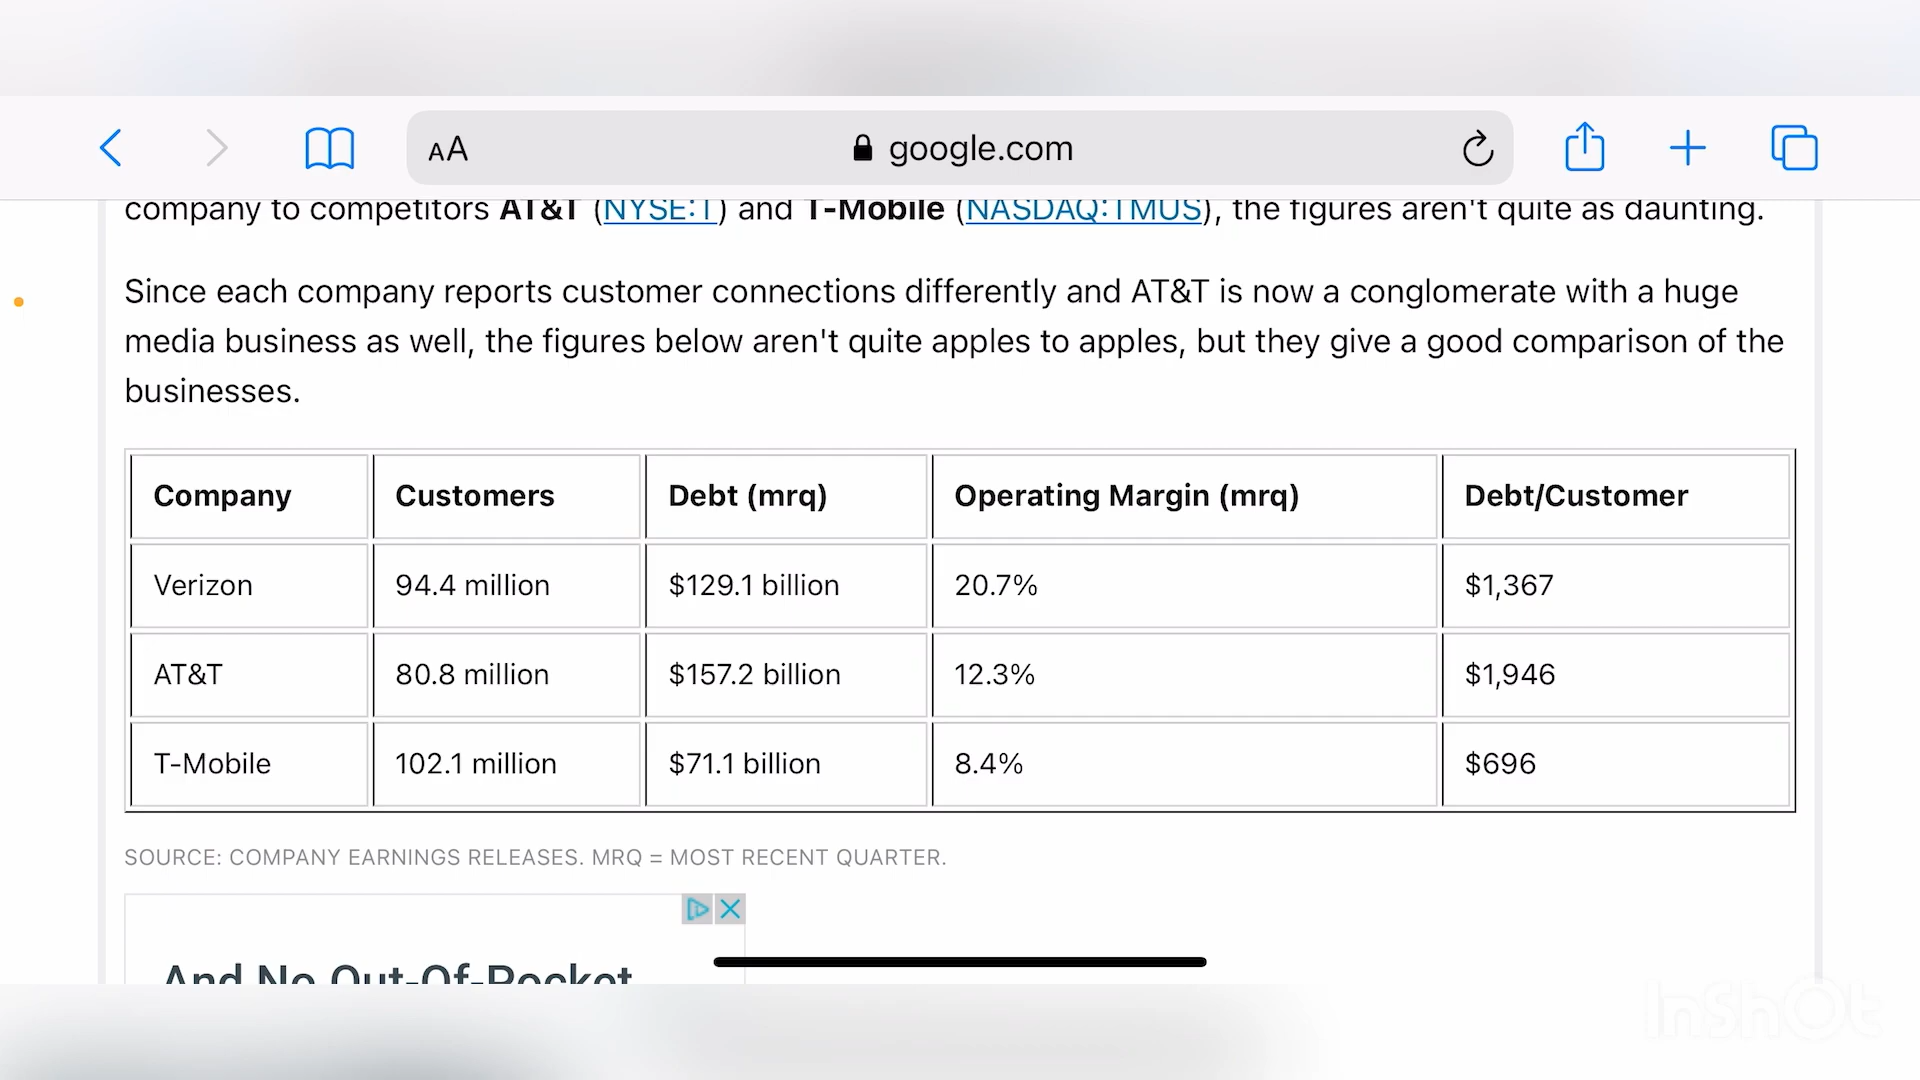 AA google.com
company to competitors AT&T (NYSE:T) and T-Mobile (NASDAQ:TMUS), the figures aren't quite as daunting.
Since each company reports customer connections differently and AT&T is now a conglomerate with a huge
media business as well, the figures below aren't quite apples to apples, but they give a good comparison of the
businesses.
Company Customers Debt (mrq) Operating Margin (mrq) Debt/Customer
Verizon 94.4 million $129.1 billion 20.7% $1,367
AT&T 80.8 million $157.2 billion 12.3% $1,946
T-Mobile 102.1 million $71.1 billion 8.4% $696
SOURCE: COMPANY EARNINGS RELEASES. MRQ = MOST RECENT QUARTER.
And No Out-Of-Pocket
InShOt